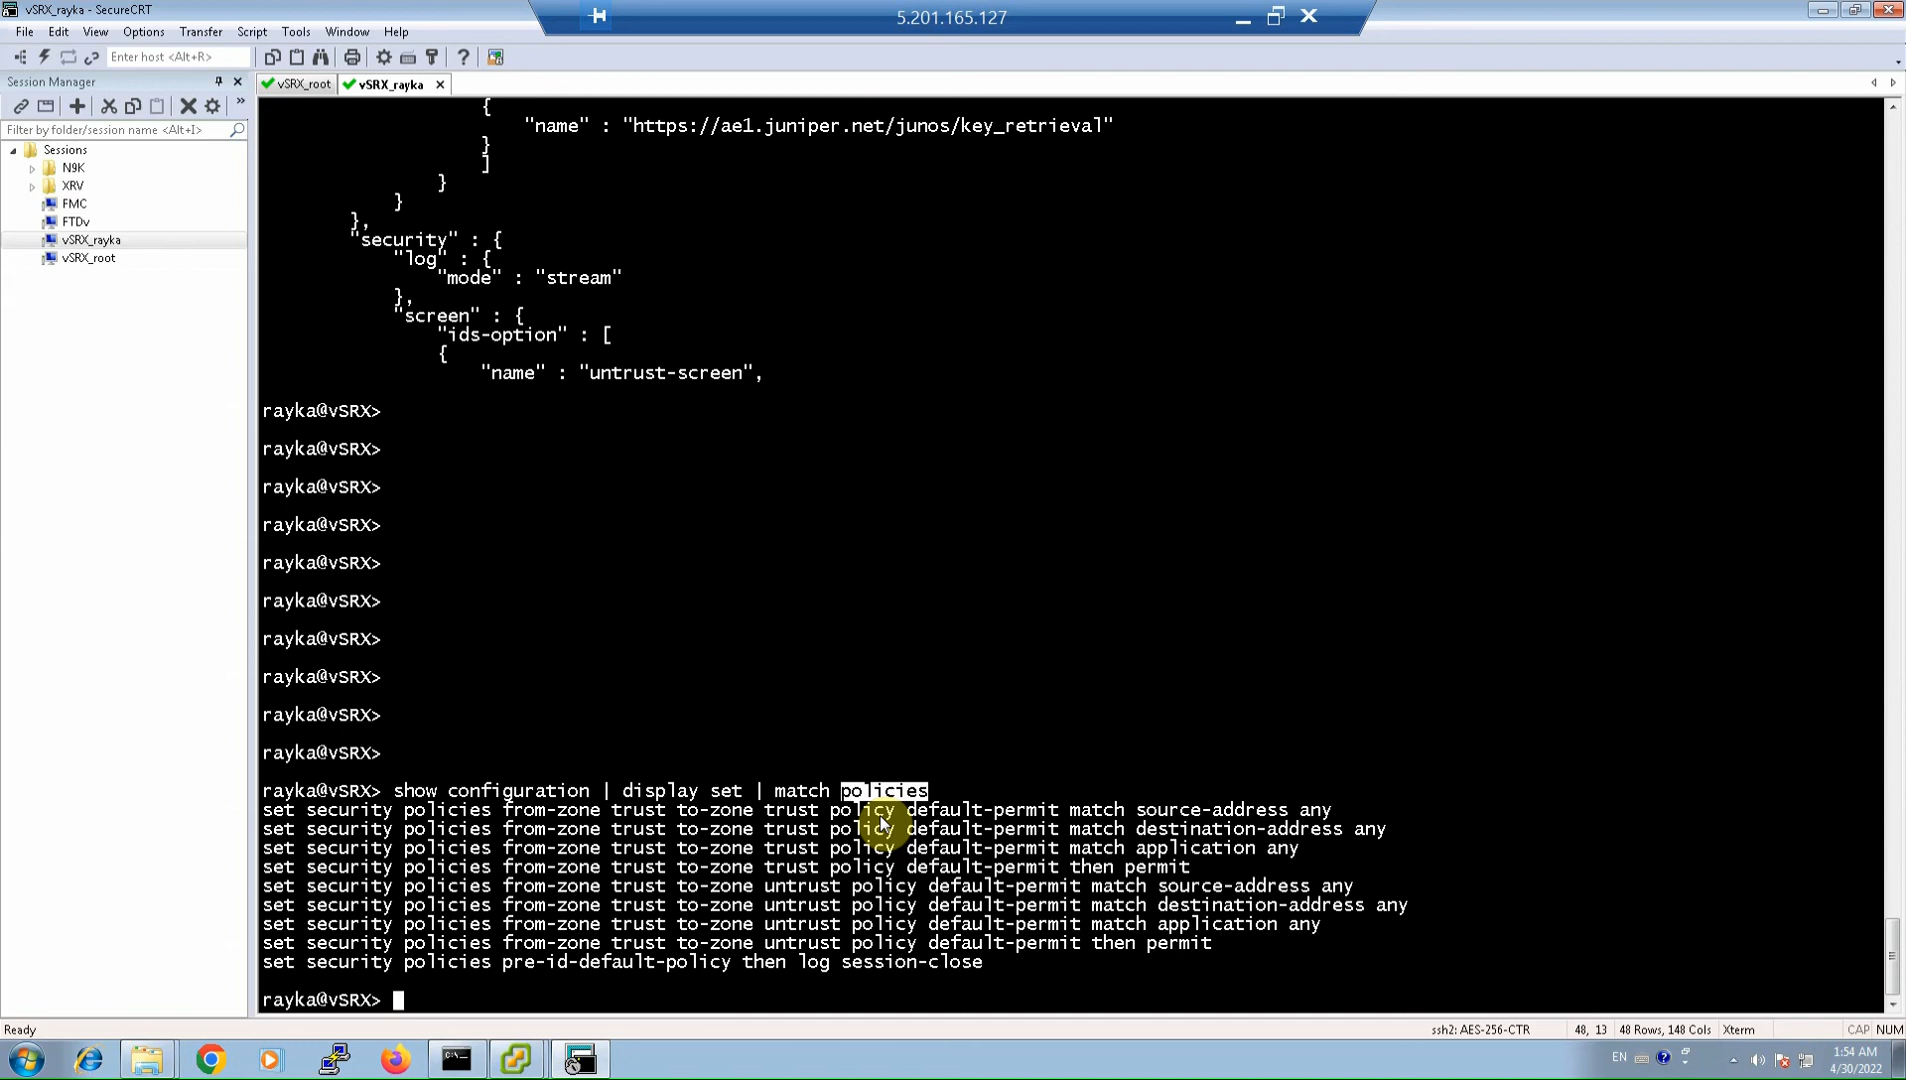 vSRX_rayka - SecureCRT
5.201.165.127
File Edit View Options Transfer Script Tools Window Help
Enter host <Alt+R>
Session Manager
vSRX_root vSRX_rayka
Filter by folder/session name <Alt+I>
Sessions
N9K
XRV
FMC
FTDv
vSRX_rayka
vSRX_root
{
"name" : "https://ae1.juniper.net/junos/key_retrieval"
}
]
}
}
},
"security" : {
"log" : {
"mode" : "stream"
},
"screen" : {
"ids-option" : [
{
"name" : "untrust-screen",
rayka@vSRX>
rayka@vSRX>
rayka@vSRX>
rayka@vSRX>
rayka@vSRX>
rayka@vSRX>
rayka@vSRX>
rayka@vSRX>
rayka@vSRX>
rayka@vSRX>
rayka@vSRX> show configuration | display set | match policies
set security policies from-zone trust to-zone trust policy default-permit match source-address any
set security policies from-zone trust to-zone trust policy default-permit match destination-address any
set security policies from-zone trust to-zone trust policy default-permit match application any
set security policies from-zone trust to-zone trust policy default-permit then permit
set security policies from-zone trust to-zone untrust policy default-permit match source-address any
set security policies from-zone trust to-zone untrust policy default-permit match destination-address any
set security policies from-zone trust to-zone untrust policy default-permit match application any
set security policies from-zone trust to-zone untrust policy default-permit then permit
set security policies pre-id-default-policy then log session-close
rayka@vSRX>
Ready ssh2: AES-256-CTR 48, 13 48 Rows, 148 Cols Xterm CAP NUM
EN 1:54 AM
4/30/2022